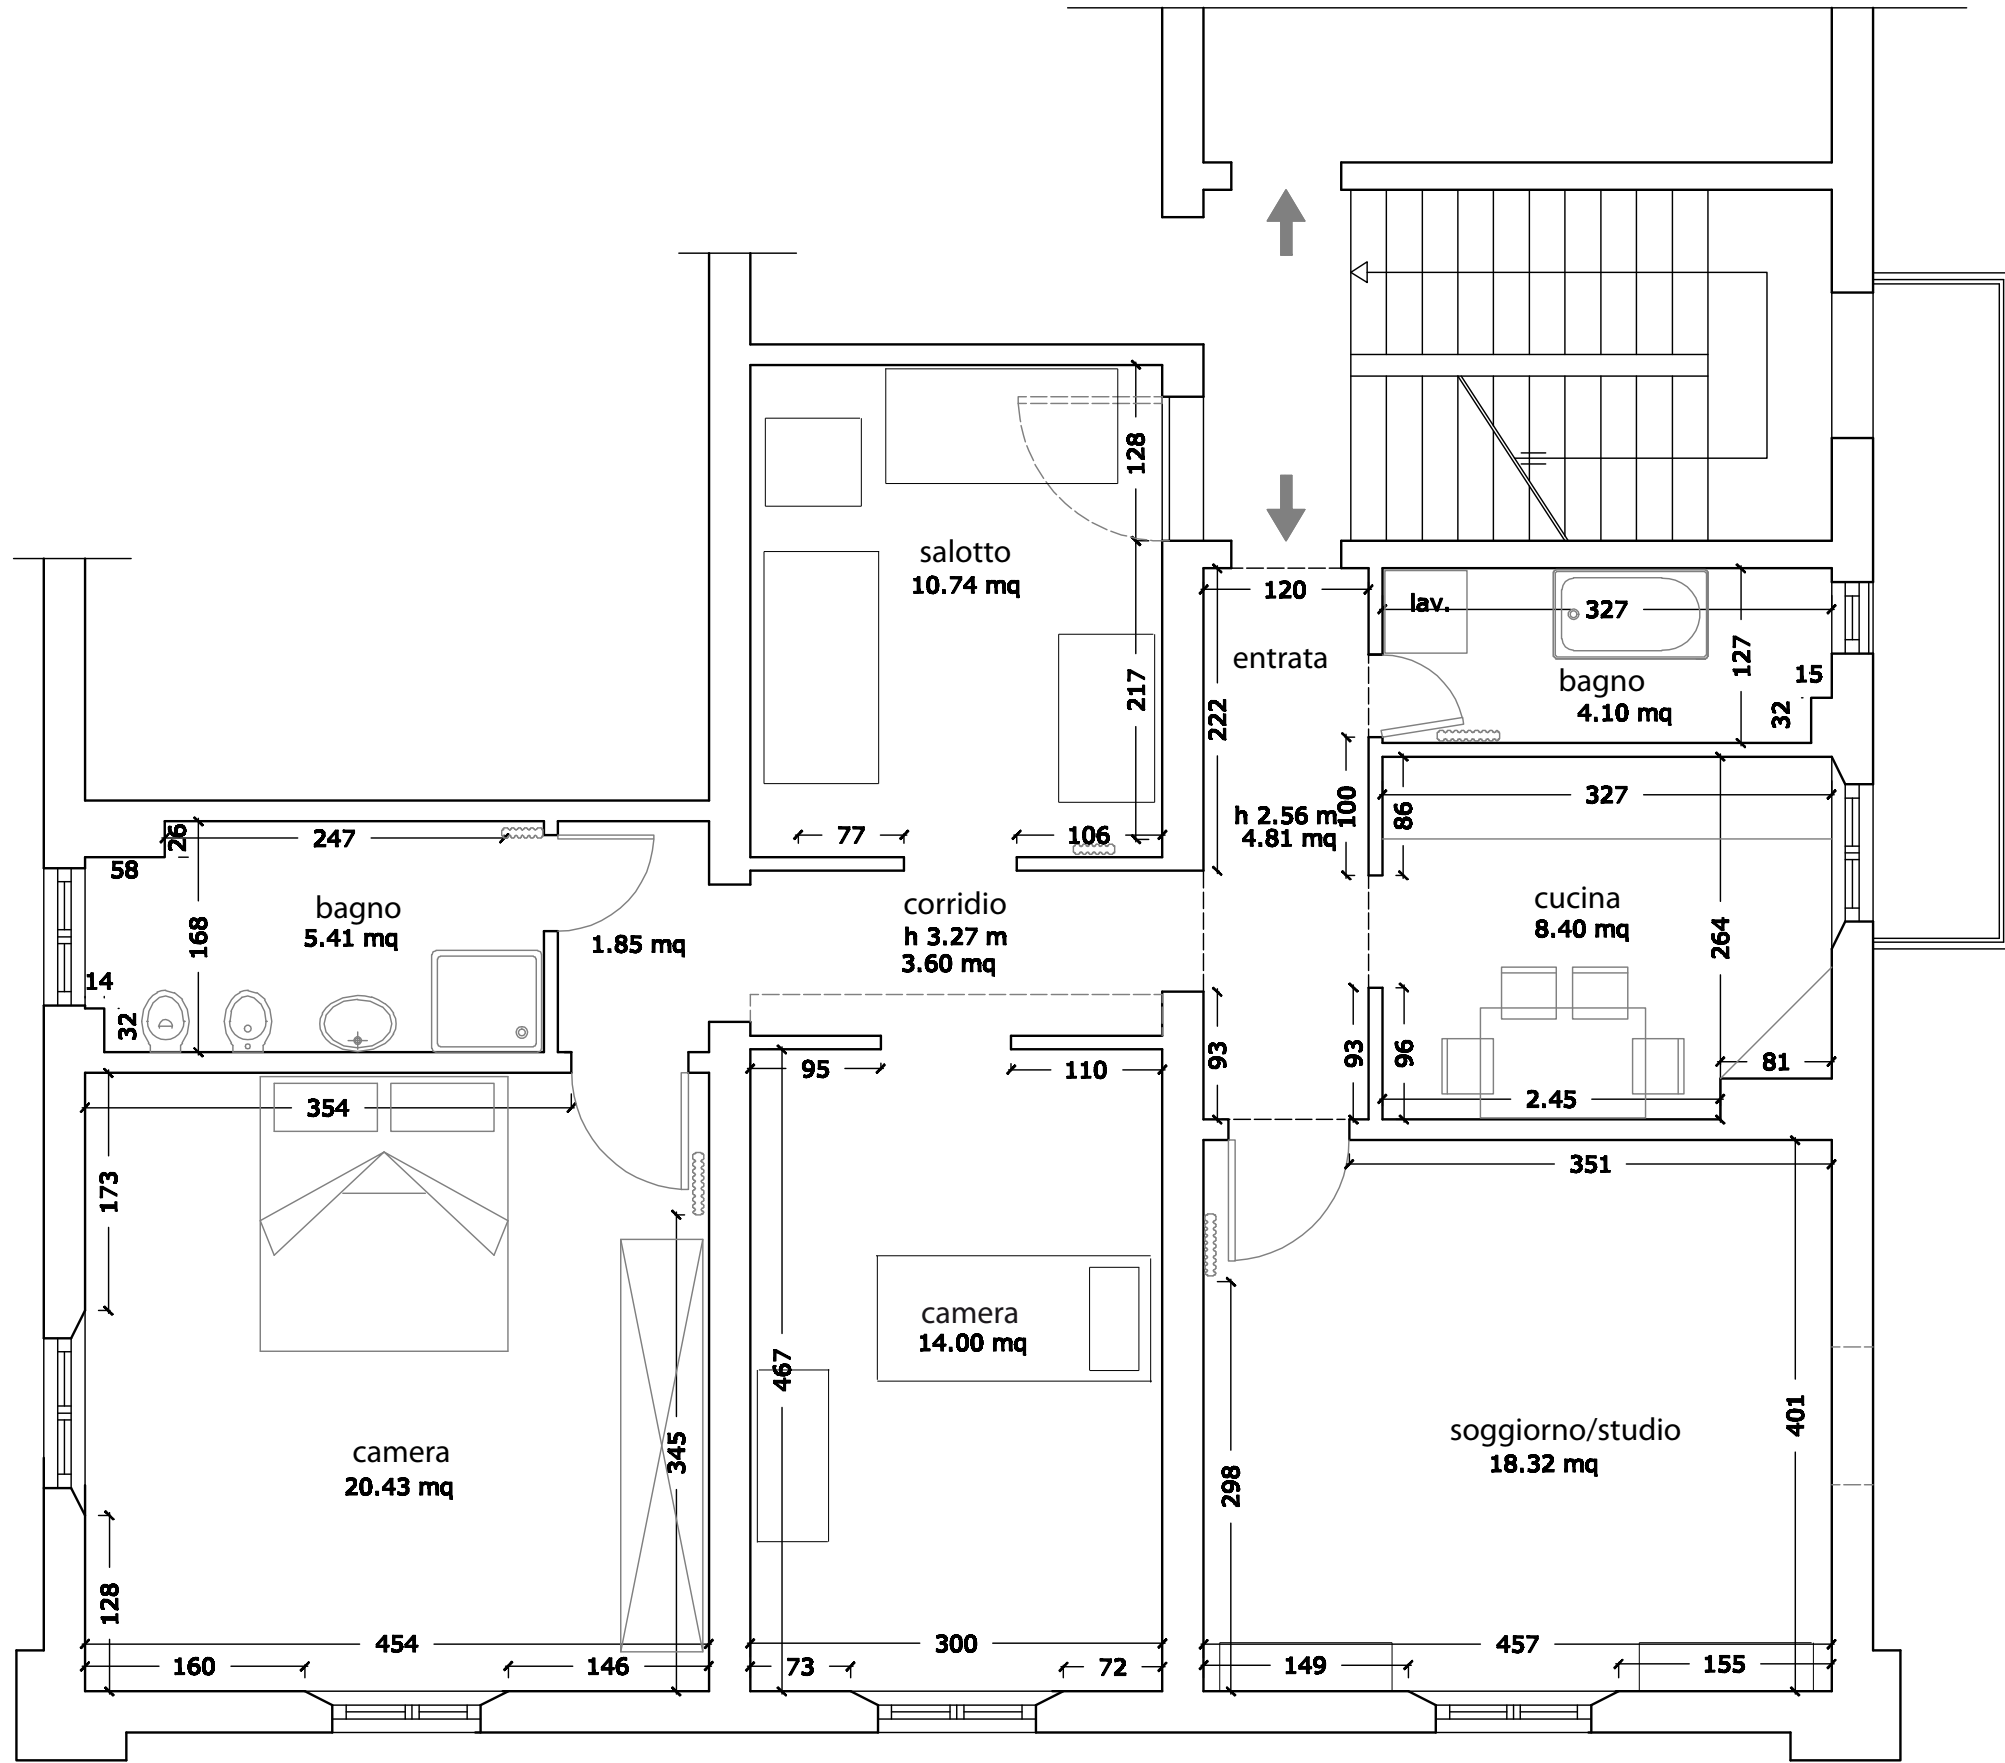 salotto
10.74 mq
128
217
77
106
120
entrata
222
h 2.56 m
4.81 mq
100
lav.
327
127
bagno
4.10 mq
15
32
327
86
cucina
8.40 mq
264
96
81
2.45
93
93
26
247
58
bagno
5.41 mq
168
14
32
1.85 mq
corridio
h 3.27 m
3.60 mq
354
173
camera
20.43 mq
345
128
454
160
146
95
110
467
camera
14.00 mq
300
73
72
351
298
401
soggiorno/studio
18.32 mq
457
149
155